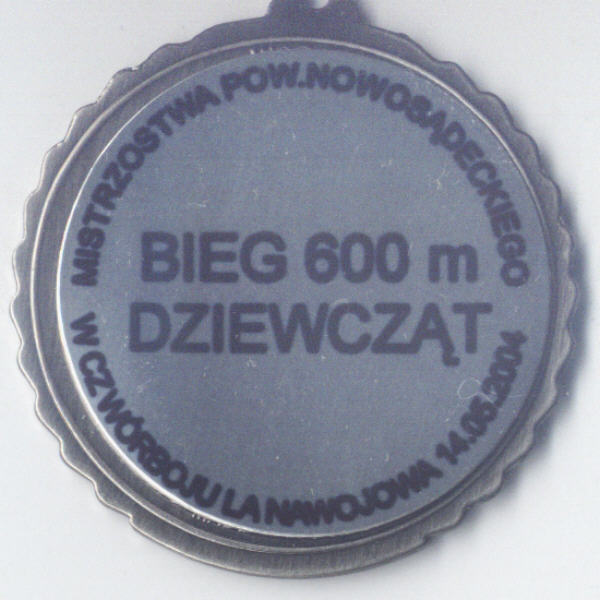 MISTRZOSTWA POW.NOWOSĄDECKIEGO
BIEG 600 m
DZIEWCZĄT
W CZWÓRBOJU LA NAWOJOWA 14.05.2004